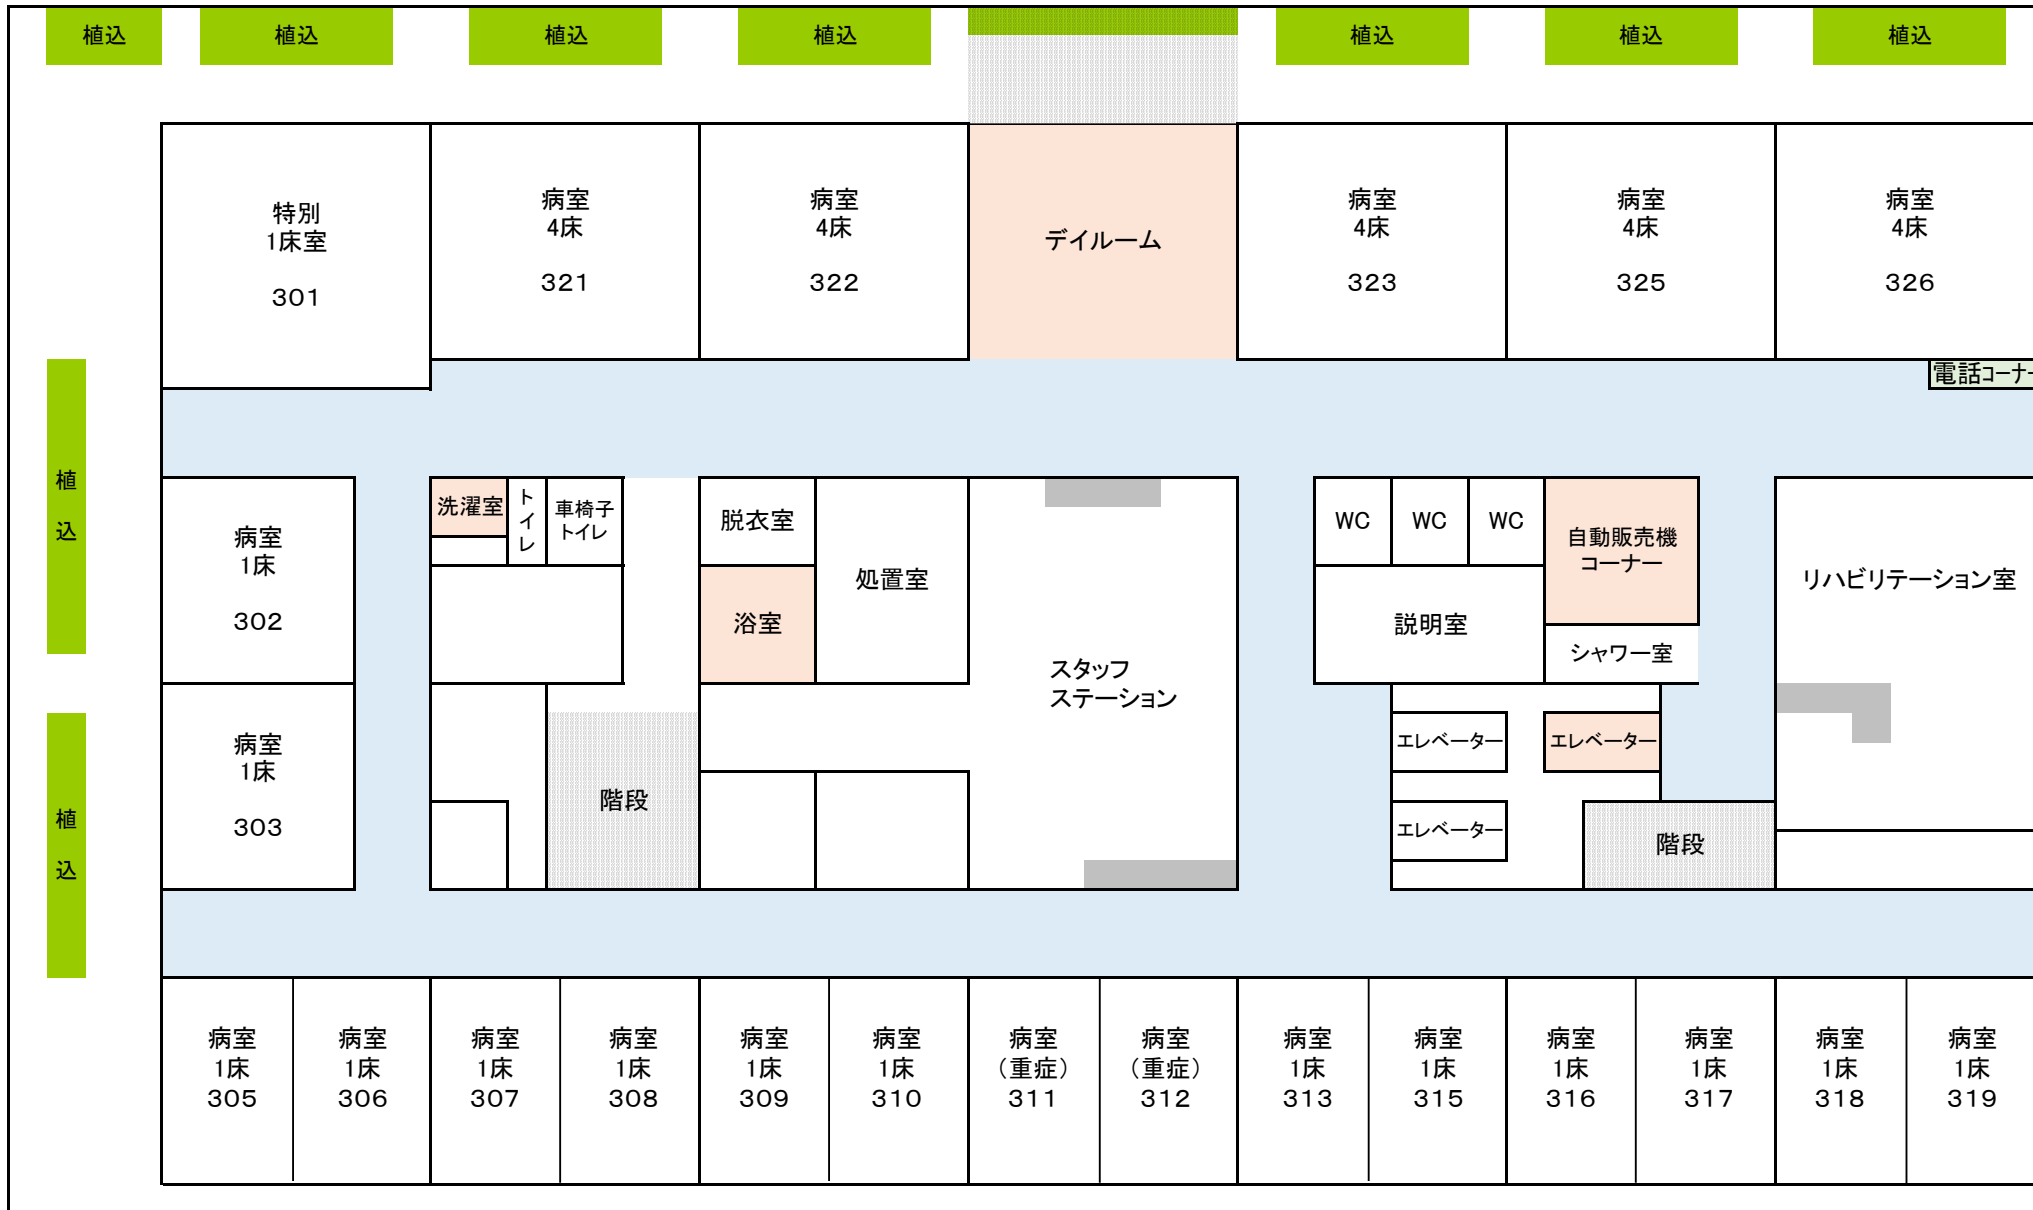 植込
植込
植込
植込
植込
植込
植込
特別
1床室
301
病室
4床
321
病室
4床
322
デイルーム
病室
4床
323
病室
4床
325
病室
4床
326
電話コーナー
植
込
植
込
病室
1床
302
病室
1床
303
洗濯室
トイレ
車椅子
トイレ
脱衣室
浴室
処置室
階段
スタッフ
ステーション
WC
WC
WC
自動販売機
コーナー
説明室
シャワー室
エレベーター
エレベーター
エレベーター
階段
リハビリテーション室
病室
1床
305
病室
1床
306
病室
1床
307
病室
1床
308
病室
1床
309
病室
1床
310
病室
（重症）
311
病室
（重症）
312
病室
1床
313
病室
1床
315
病室
1床
316
病室
1床
317
病室
1床
318
病室
1床
319